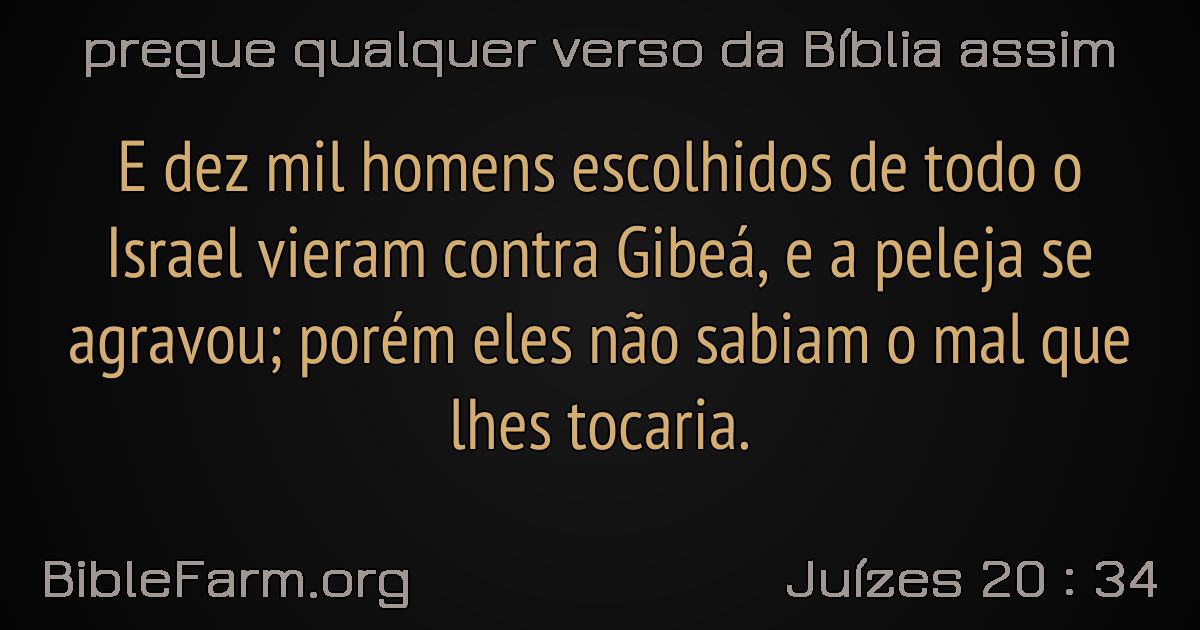 pregue qualquer verso da Bíblia assim
E dez mil homens escolhidos de todo o
Israel vieram contra Gibeá, e a peleja se
agravou; porém eles não sabiam o mal que
lhes tocaria.
BibleFarm.org
Juízes 20 : 34